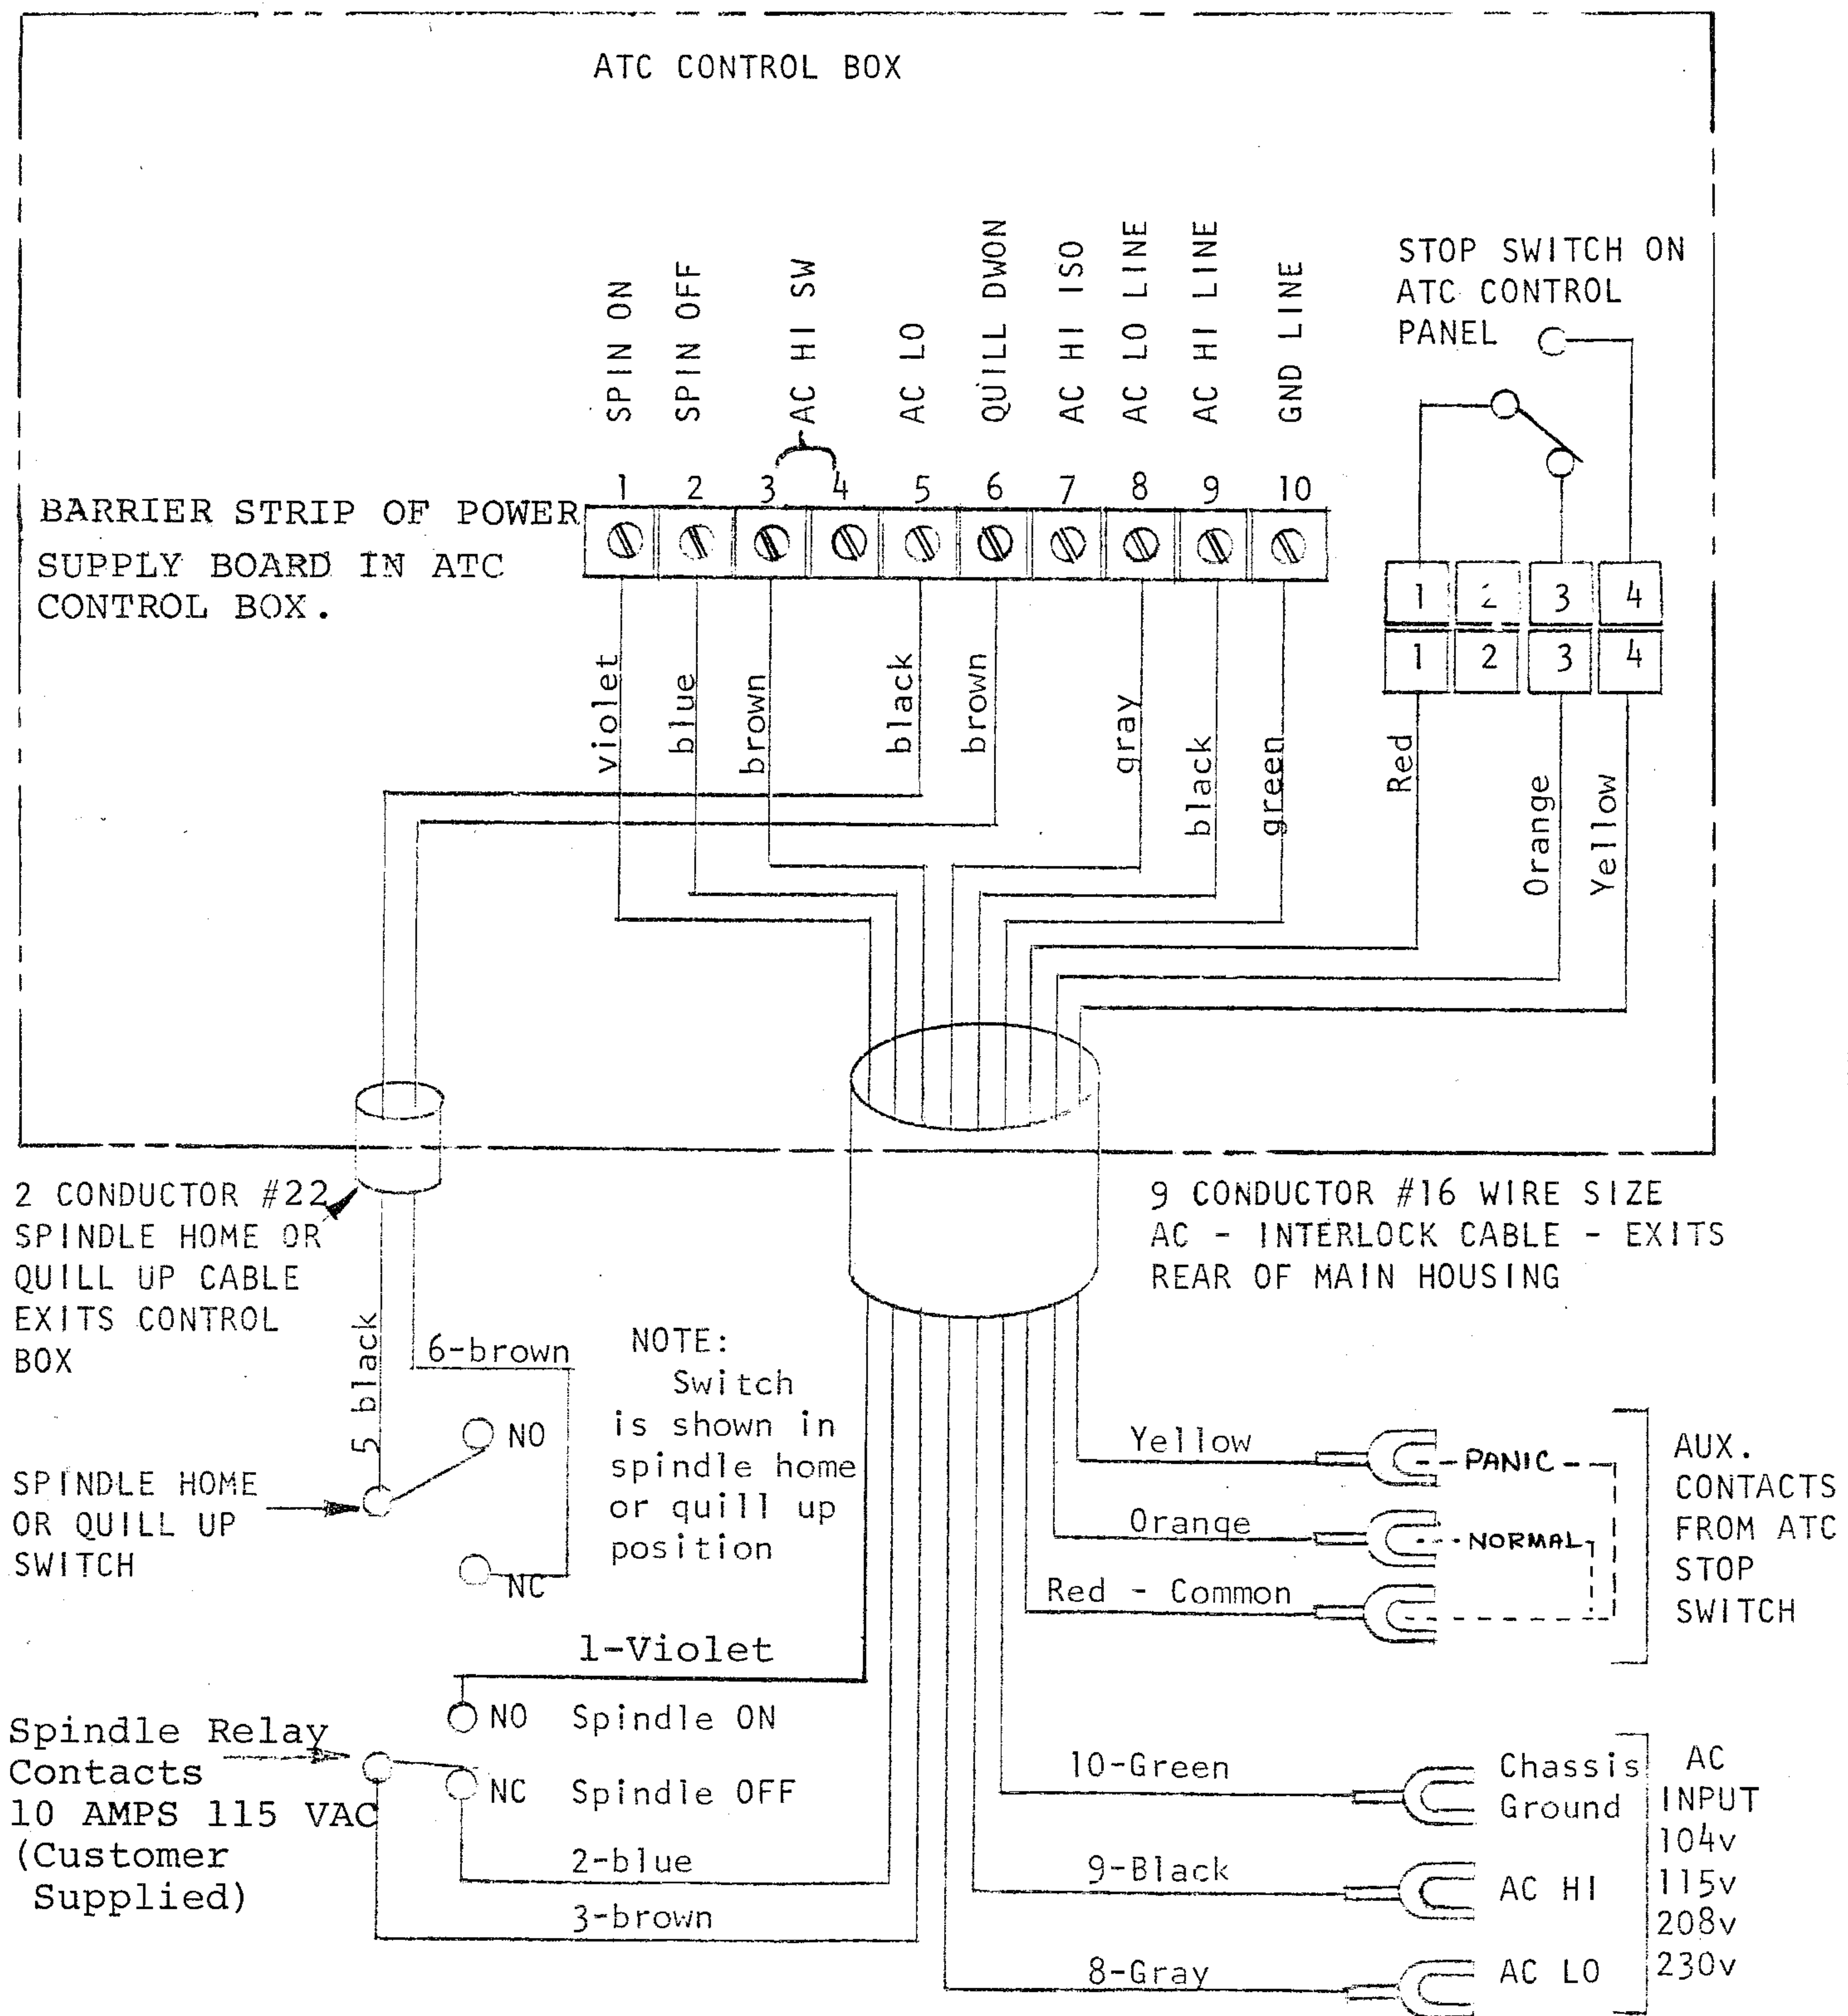 ATC CONTROL BOX
SPIN ON
SPIN OFF
AC HI SW
AC LO
QUILL DWON
AC HI ISO
AC LO LINE
AC HI LINE
GND LINE
STOP SWITCH ON
ATC CONTROL
PANEL
1 2 3 4 5 6 7 8 9 10
BARRIER STRIP OF POWER
SUPPLY BOARD IN ATC
CONTROL BOX.
1 2 3 4
1 2 3 4
violet
blue
brown
black
brown
gray
black
green
Red
Orange
Yellow
2 CONDUCTOR #22
SPINDLE HOME OR
QUILL UP CABLE
EXITS CONTROL
BOX
9 CONDUCTOR #16 WIRE SIZE
AC - INTERLOCK CABLE - EXITS
REAR OF MAIN HOUSING
5 black
6-brown
NO
NC
SPINDLE HOME
OR QUILL UP
SWITCH
NOTE:
Switch
is shown in
spindle home
or quill up
position
Yellow
PANIC
Orange
NORMAL
Red - Common
AUX.
CONTACTS
FROM ATC
STOP
SWITCH
1-Violet
NO Spindle ON
NC Spindle OFF
Spindle Relay
Contacts
10 AMPS 115 VAC
(Customer
Supplied)
2-blue
3-brown
10-Green
Chassis
Ground
9-Black
AC HI
8-Gray
AC LO
AC
INPUT
104v
115v
208v
230v